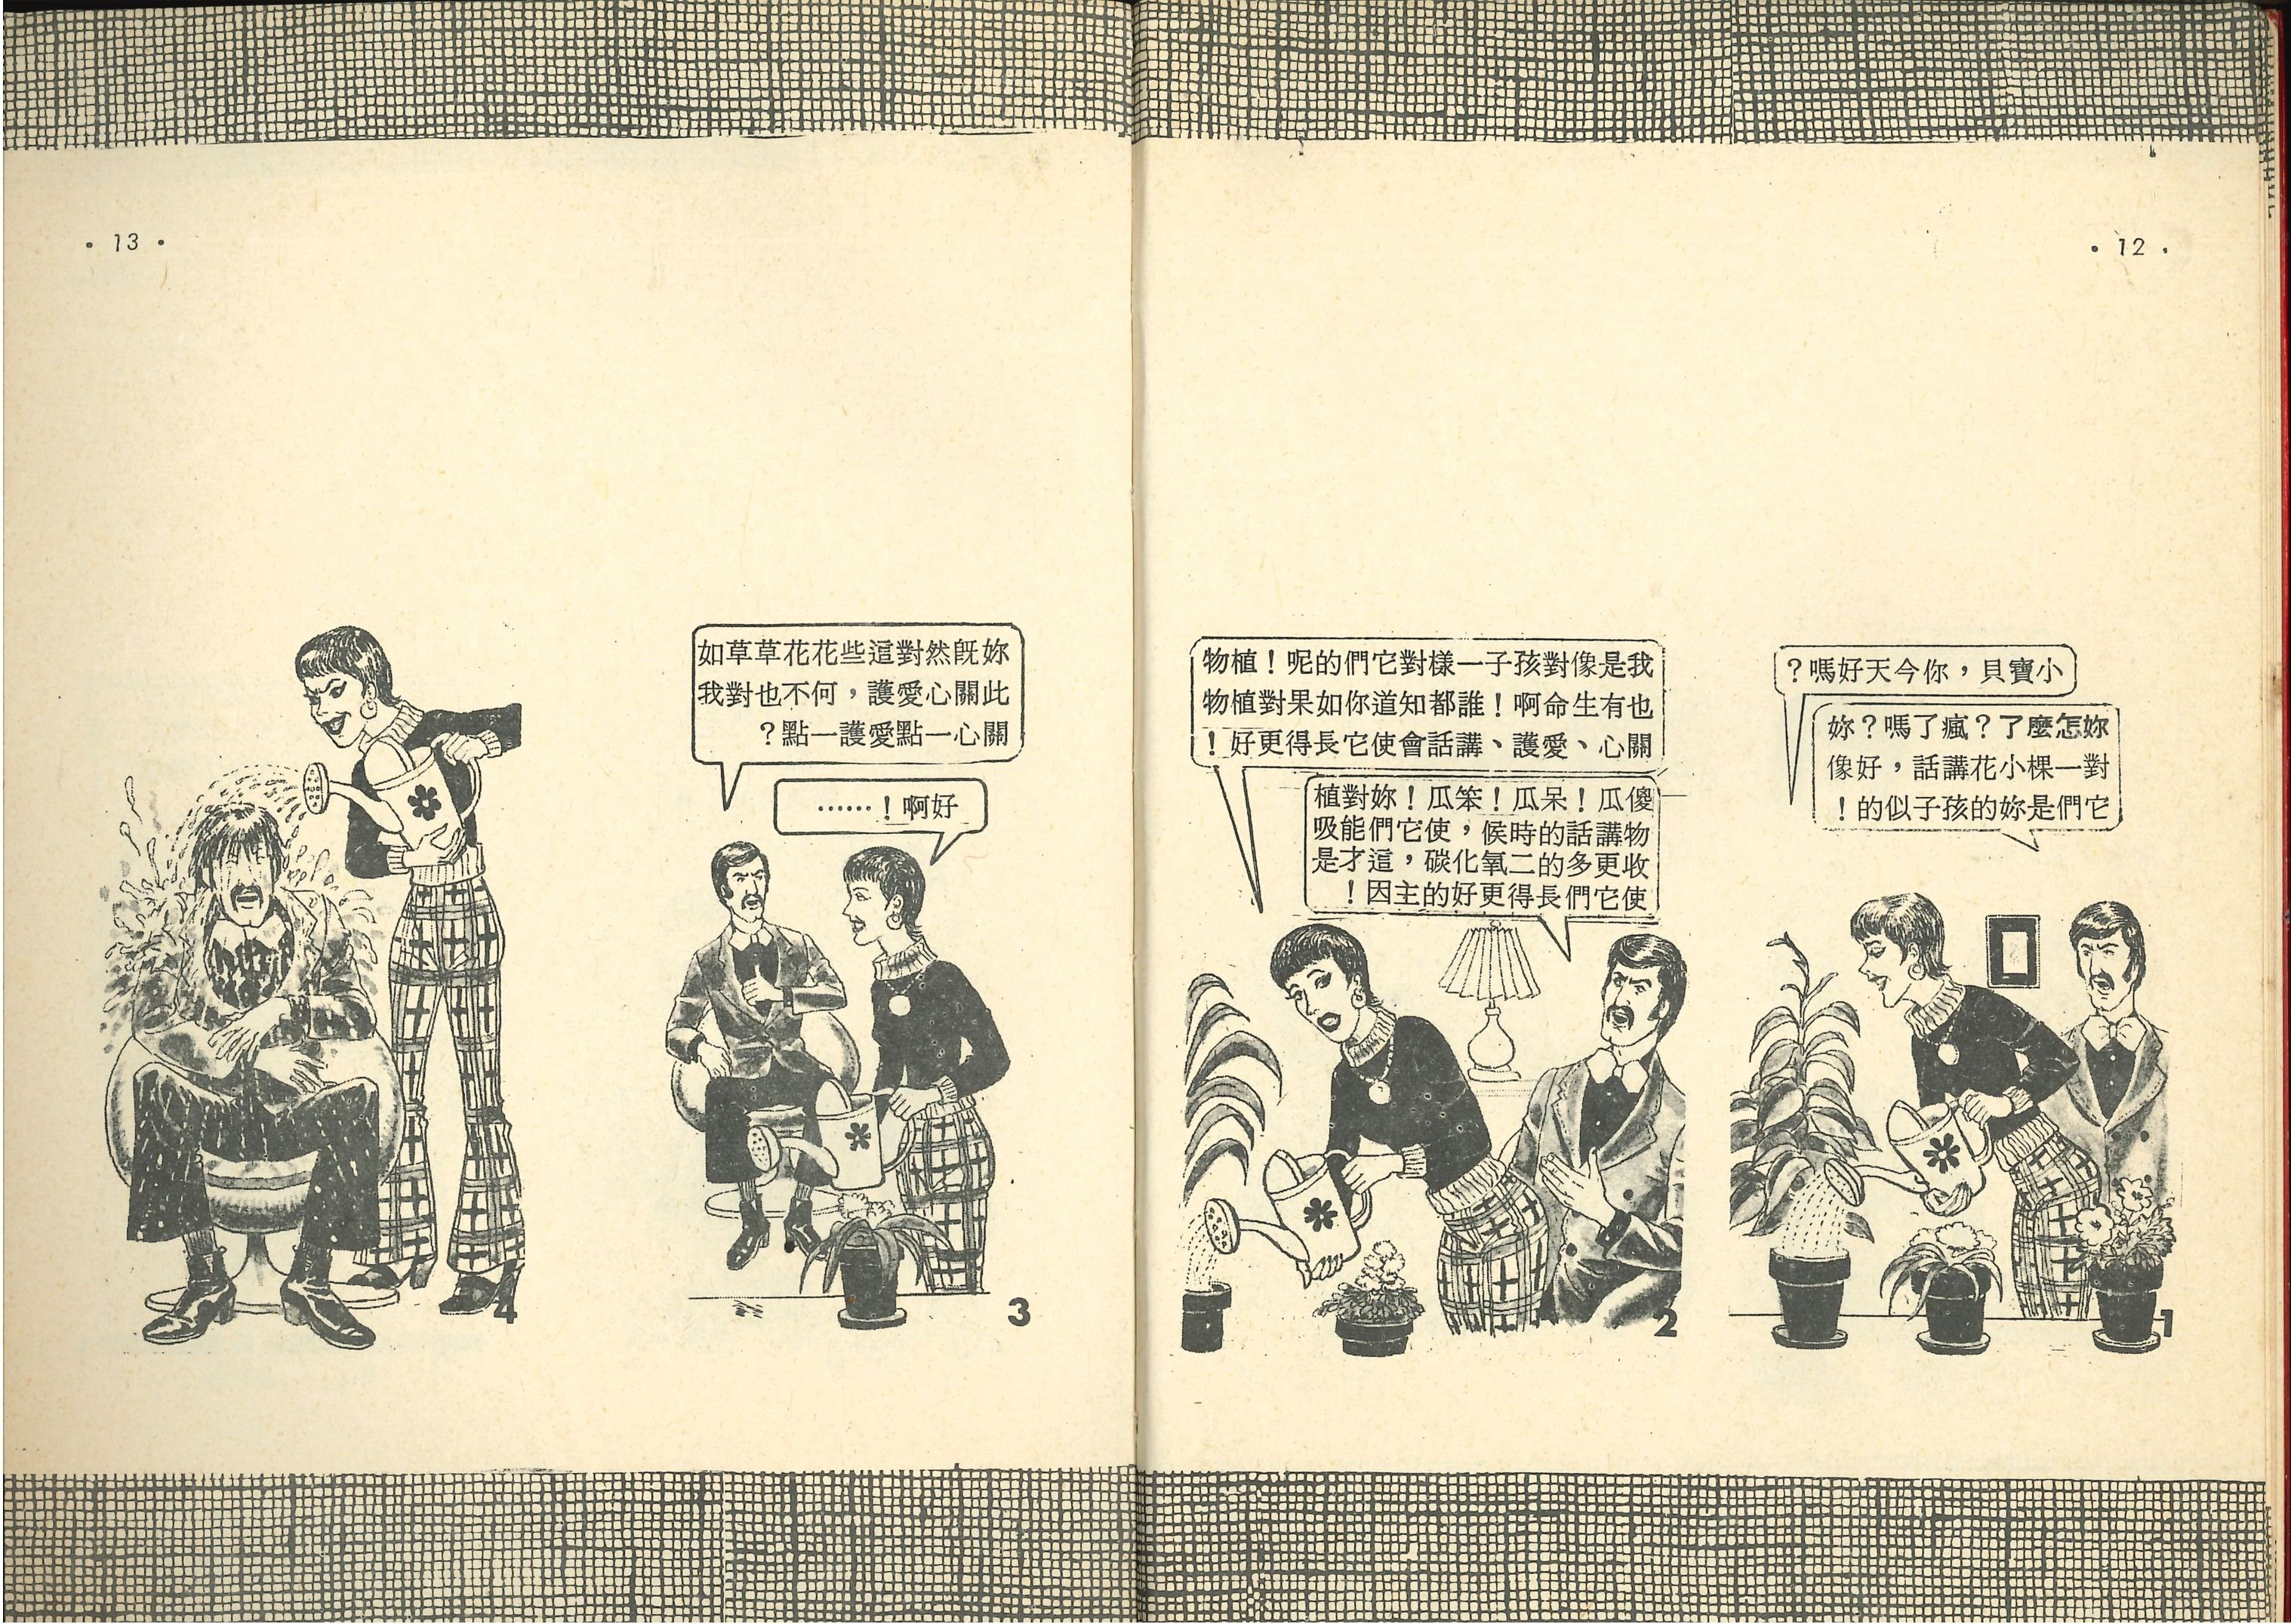 • 12 •
小寶貝，你今天好嗎？
妳怎麼了？瘋了嗎？妳
對一棵小花講話，好像
它們是妳的孩子似的！
1
我是像對孩子一樣對它們的呢！植物
也有生命啊！誰都知道你如果對植物
關心、愛護、講話會使它長得更好！
傻瓜！呆瓜！笨瓜！妳對植
物講話的時候，使它們能吸
收更多的二氧化碳，這才是
使它們長得更好的主因！
2
• 13 •
妳既然對這些花花草草如
此關心愛護，何不也對我
關心一點愛護一點？
好啊！……
3
4